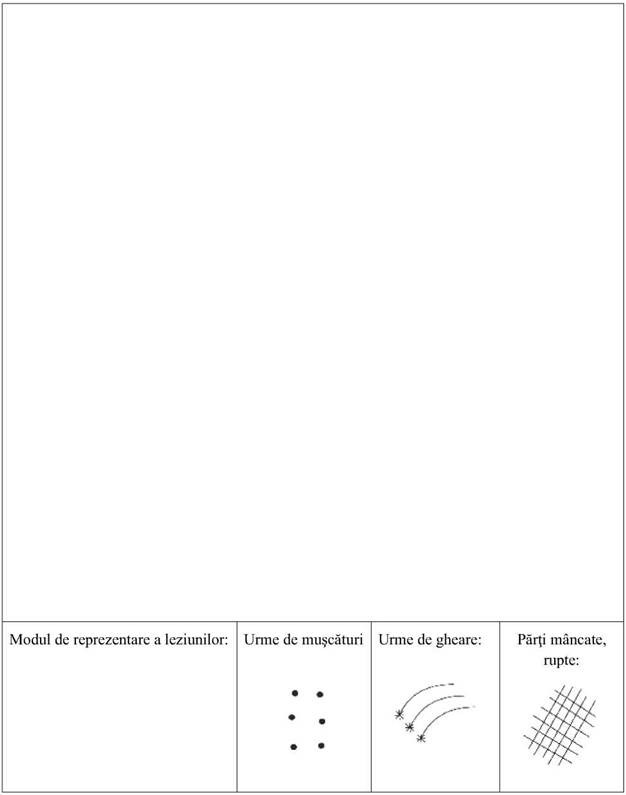 Modul de reprezentare a leziunilor:
Urme de mușcături
Urme de gheare:
Părți mâncate,
rupte: